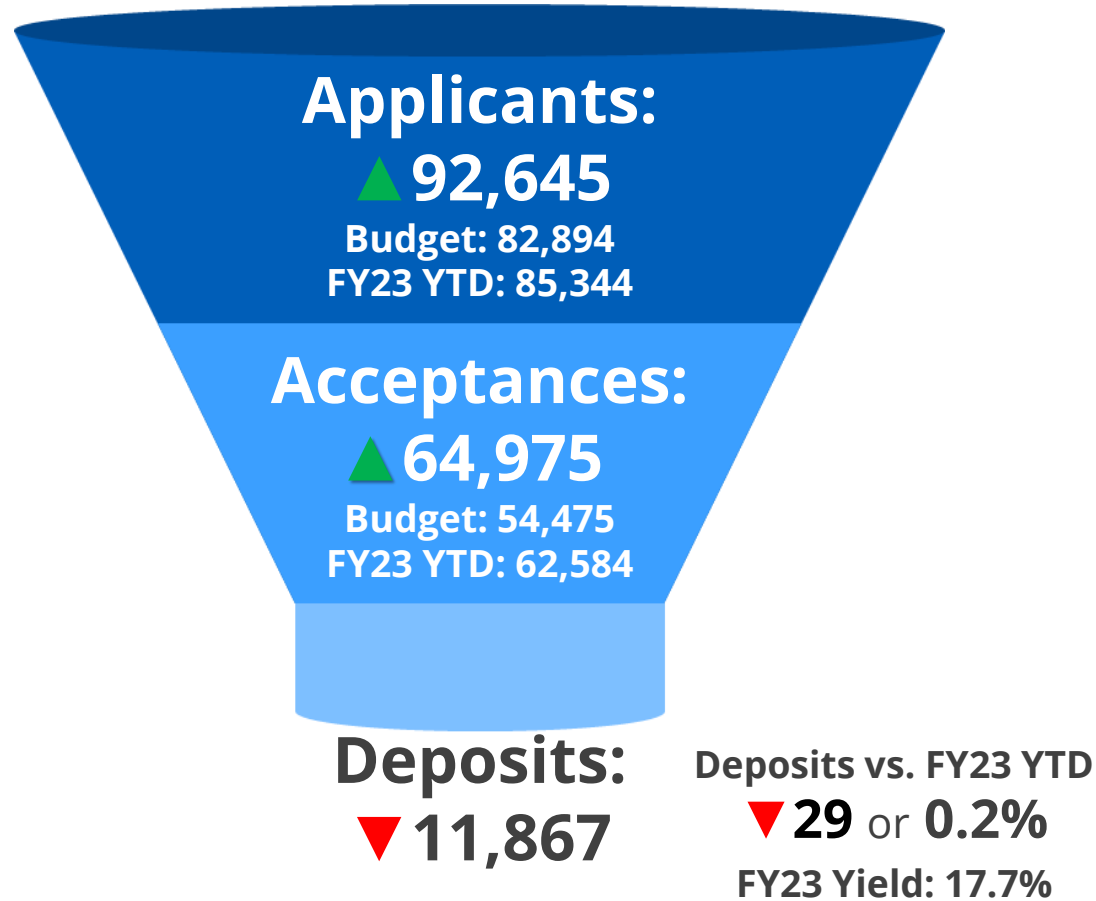 Applicants:
▲92,645
Budget: 82,894
FY23 YTD: 85,344
Acceptances:
▲64,975
Budget: 54,475
FY23 YTD: 62,584
Deposits:
▼11,867
Deposits vs. FY23 YTD
▼29 or 0.2%
FY23 Yield: 17.7%